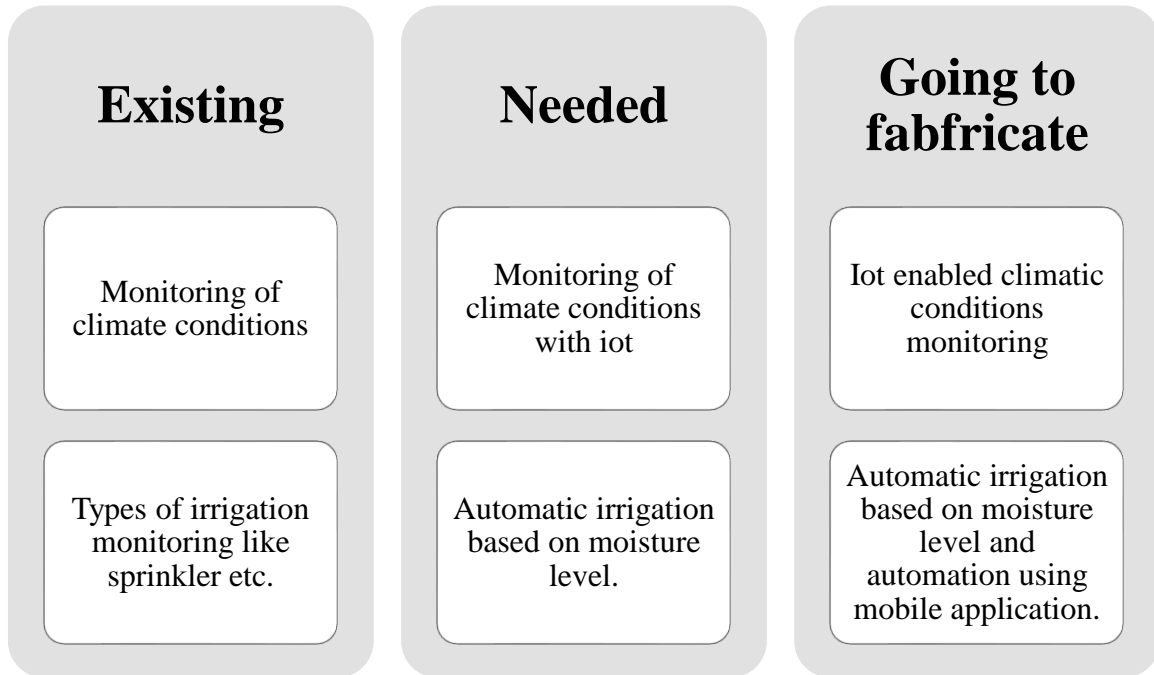 Existing
Monitoring of
climate conditions
Types of irrigation
monitoring like
sprinkler etc.
Needed
Monitoring of
climate conditions
with iot
Automatic irrigation
based on moisture
level.
Going to
fabfricate
Iot enabled climatic
conditions
monitoring
Automatic irrigation
based on moisture
level and
automation using
mobile application.